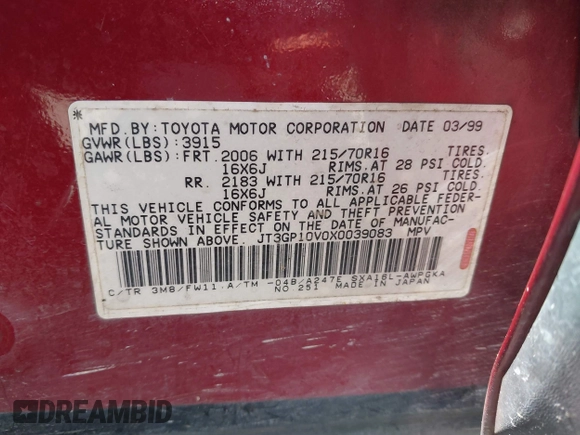 MFD.BY:TOYOTA MOTOR CORPORATION DATE 03/99
GVWR(LBS):3915
GAWR(LBS):FRT. 2006 WITH 215/70R16 TIRES.
16X6J RIMS.AT 28 PSI COLD.
RR. 2183 WITH 215/70R16 TIRES.
16X6J RIMS.AT 26 PSI COLD.
THIS VEHICLE CONFORMS TO ALL APPLICABLE FEDER-
AL MOTOR VEHICLE SAFETY AND THEFT PREVENTION
STANDARDS IN EFFECT ON THE DATE OF MANUFAC-
TURE SHOWN ABOVE. JT3GP10V0X0039083 MPV
C/TR 3M8/FW11.A/TM -04B/A247E SXA16L-AWPGKA
NO 251 MADE IN JAPAN
DREAMBID